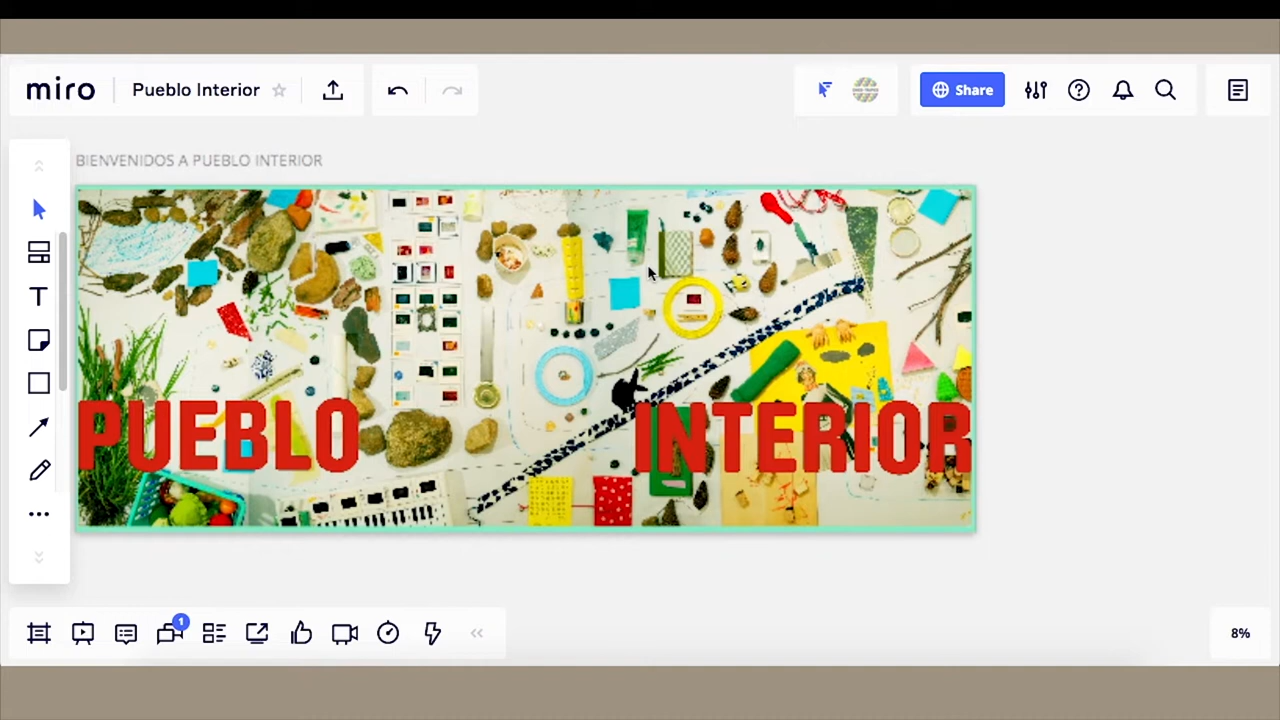 miro
Pueblo Interior
Share
BIENVENIDOS A PUEBLO INTERIOR
T
PUEBLO INTERIOR
1
8%